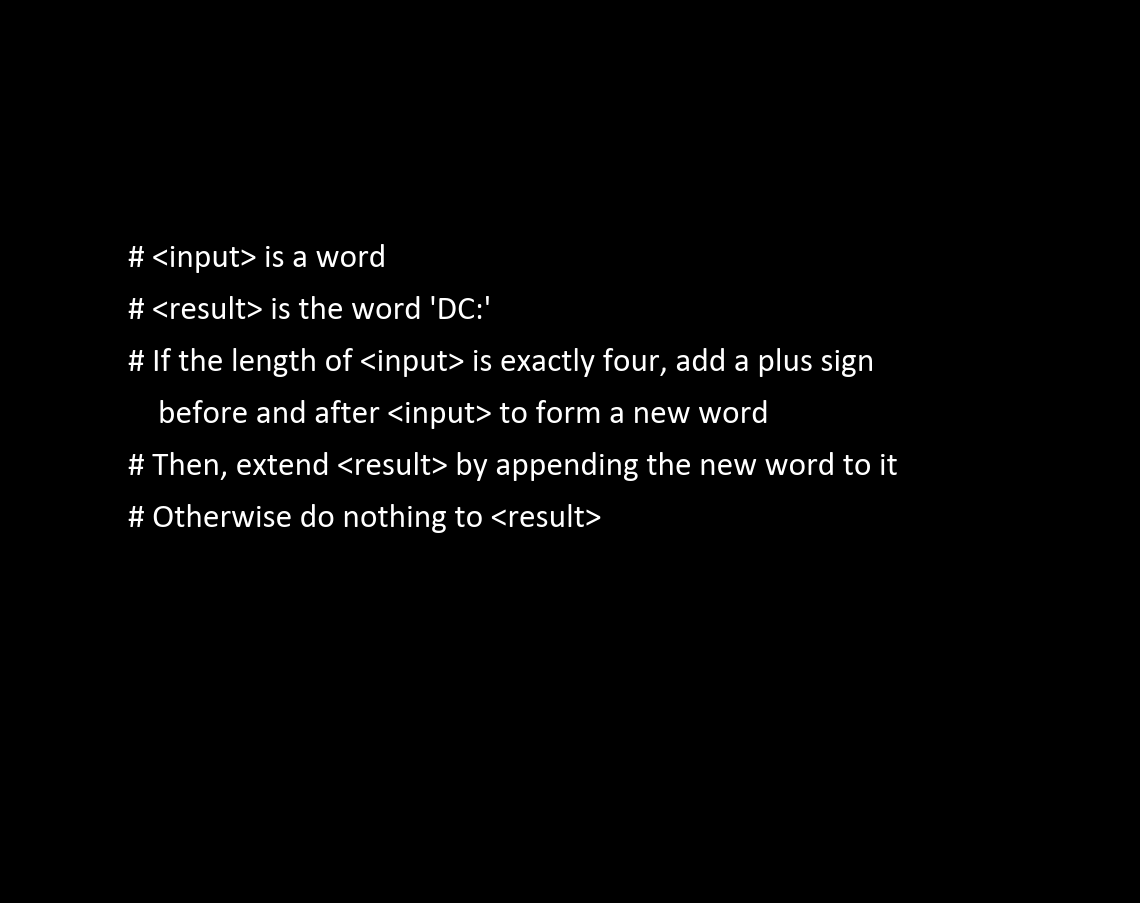 # <input> is a word
# <result> is the word 'DC:'
# If the length of <input> is exactly four, add a plus sign
before and after <input> to form a new word
# Then, extend <result> by appending the new word to it
# Otherwise do nothing to <result>